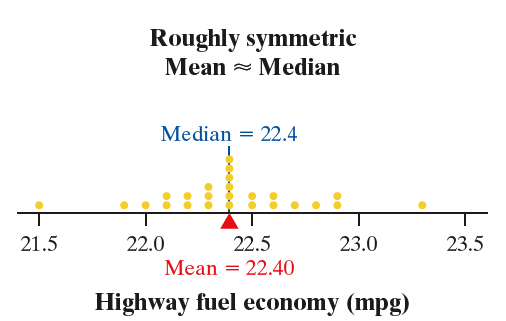 Roughly symmetric
Mean ≈ Median
Median = 22.4
21.5 22.0 22.5 23.0 23.5
Mean = 22.40
Highway fuel economy (mpg)